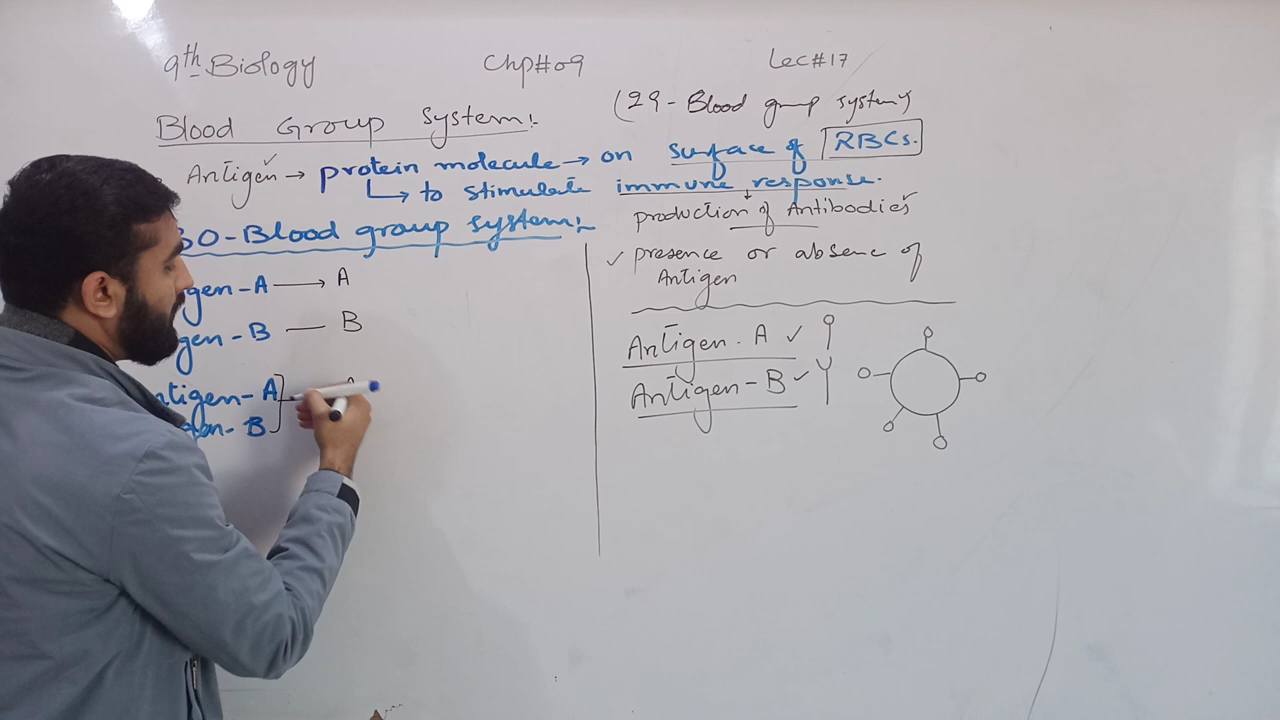 9th Biology Chp#09 Lec#17
Blood Group System:
(29 - Blood group system)
Antigen → protein molecule → on surface of RBCs.
↳ to stimulate immune response.
production of Antibodies
BO-Blood group system:
✓ presence or absence of
Antigen
gen-A → A
gen-B — B
ntigen-A
gen-B
Antigen. A ✓
Antigen-B ✓